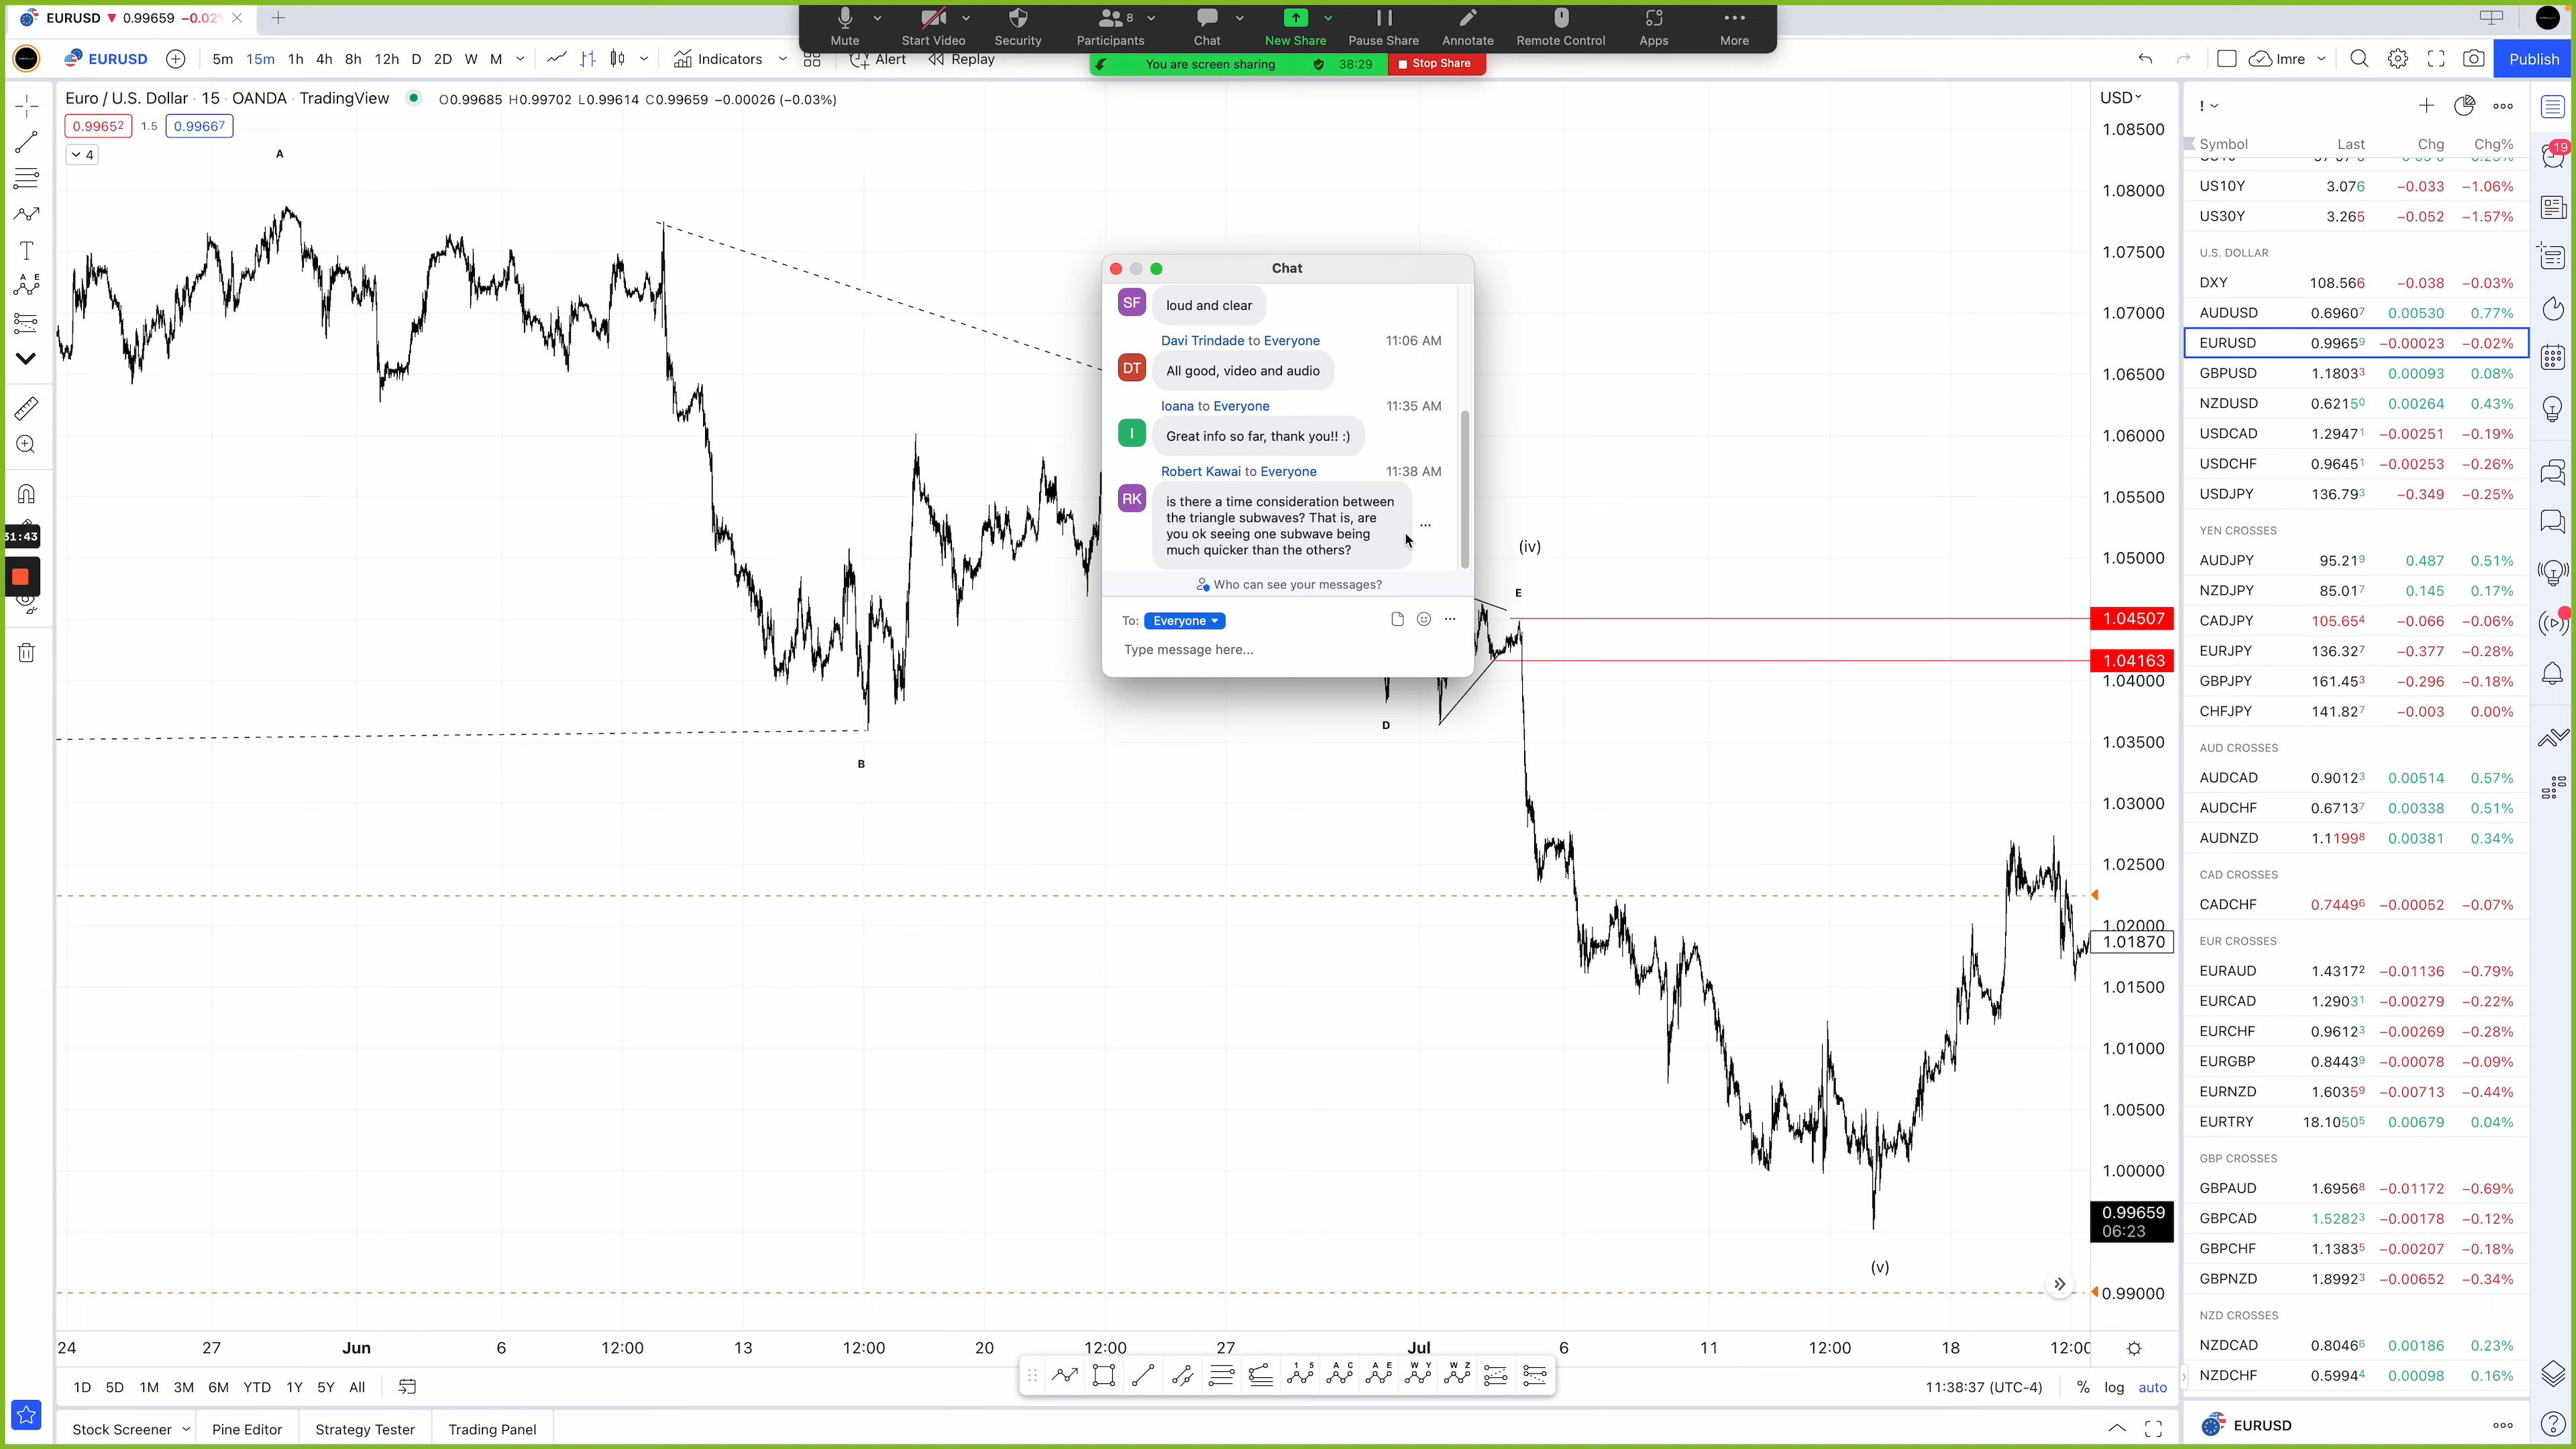 EURUSD ▼ 0.99659 −0.02
Mute
Start Video
Security
8
Participants
Chat
New Share
Pause Share
Annotate
Remote Control
Apps
More
You are screen sharing
38:29
Stop Share
EURUSD
5m 15m 1h 4h 8h 12h D 2D W M
Indicators
Alert
Replay
Imre
Publish
Euro / U.S. Dollar · 15 · OANDA · TradingView
O0.99685 H0.99702 L0.99614 C0.99659 −0.00026 (−0.03%)
0.99652
1.5
0.99667
4
31:43
A
B
D
E
(iv)
(v)
Chat
SF
loud and clear
Davi Trindade to Everyone 11:06 AM
DT
All good, video and audio
Ioana to Everyone 11:35 AM
I
Great info so far, thank you!! :)
Robert Kawai to Everyone 11:38 AM
RK
is there a time consideration between
the triangle subwaves? That is, are
you ok seeing one subwave being
much quicker than the others?
Who can see your messages?
To: Everyone
Type message here...
USD
1.08500
1.08000
1.07500
1.07000
1.06500
1.06000
1.05500
1.05000
1.04507
1.04163
1.04000
1.03500
1.03000
1.02500
1.02000
1.01870
1.01500
1.01000
1.00500
1.00000
0.99659
06:23
0.99000
24 27 Jun 6 12:00 13 12:00 20 12:00 27 Jul 6 11 12:00 18 12:00
1D 5D 1M 3M 6M YTD 1Y 5Y All
1 5
A C
A E
W Y
W Z
11:38:37 (UTC-4)
% log auto
Stock Screener
Pine Editor
Strategy Tester
Trading Panel
!
19
Symbol Last Chg Chg%
US10Y 3.076 −0.033 −1.06%
US30Y 3.265 −0.052 −1.57%
U.S. DOLLAR
DXY 108.566 −0.038 −0.03%
AUDUSD 0.69607 0.00530 0.77%
EURUSD 0.99659 −0.00023 −0.02%
GBPUSD 1.18033 0.00093 0.08%
NZDUSD 0.62150 0.00264 0.43%
USDCAD 1.29471 −0.00251 −0.19%
USDCHF 0.96451 −0.00253 −0.26%
USDJPY 136.793 −0.349 −0.25%
YEN CROSSES
AUDJPY 95.219 0.487 0.51%
NZDJPY 85.017 0.145 0.17%
CADJPY 105.654 −0.066 −0.06%
EURJPY 136.327 −0.377 −0.28%
GBPJPY 161.453 −0.296 −0.18%
CHFJPY 141.827 −0.003 0.00%
AUD CROSSES
AUDCAD 0.90123 0.00514 0.57%
AUDCHF 0.67137 0.00338 0.51%
AUDNZD 1.11998 0.00381 0.34%
CAD CROSSES
CADCHF 0.74496 −0.00052 −0.07%
EUR CROSSES
EURAUD 1.43172 −0.01136 −0.79%
EURCAD 1.29031 −0.00279 −0.22%
EURCHF 0.96123 −0.00269 −0.28%
EURGBP 0.84439 −0.00078 −0.09%
EURNZD 1.60359 −0.00713 −0.44%
EURTRY 18.10505 0.00679 0.04%
GBP CROSSES
GBPAUD 1.69568 −0.01172 −0.69%
GBPCAD 1.52823 −0.00178 −0.12%
GBPCHF 1.13835 −0.00207 −0.18%
GBPNZD 1.89923 −0.00652 −0.34%
NZD CROSSES
NZDCAD 0.80466 0.00186 0.23%
NZDCHF 0.59944 0.00098 0.16%
EURUSD